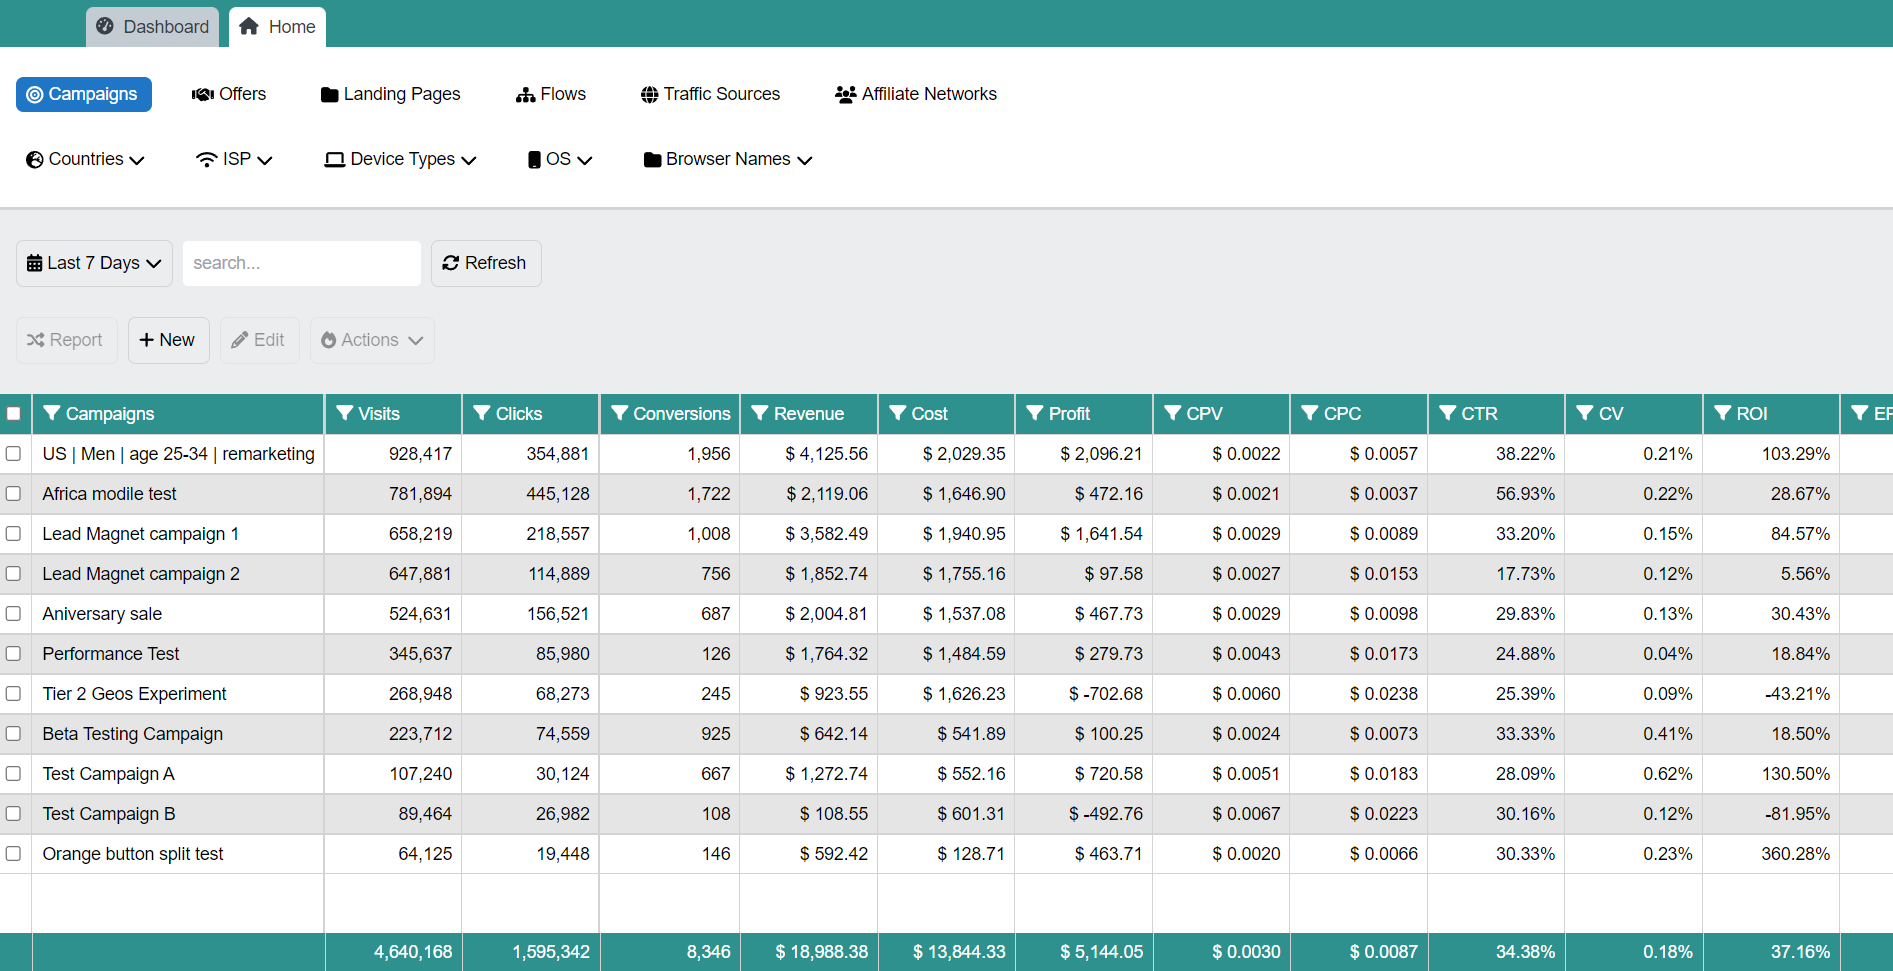 Dashboard Home
Campaigns Offers Landing Pages Flows Traffic Sources Affiliate Networks
Countries ISP Device Types OS Browser Names
Last 7 Days search... Refresh
Report + New Edit Actions
Campaigns Visits Clicks Conversions Revenue Cost Profit CPV CPC CTR CV ROI
US | Men | age 25-34 | remarketing 928,417 354,881 1,956 $ 4,125.56 $ 2,029.35 $ 2,096.21 $ 0.0022 $ 0.0057 38.22% 0.21% 103.29%
Africa modile test 781,894 445,128 1,722 $ 2,119.06 $ 1,646.90 $ 472.16 $ 0.0021 $ 0.0037 56.93% 0.22% 28.67%
Lead Magnet campaign 1 658,219 218,557 1,008 $ 3,582.49 $ 1,940.95 $ 1,641.54 $ 0.0029 $ 0.0089 33.20% 0.15% 84.57%
Lead Magnet campaign 2 647,881 114,889 756 $ 1,852.74 $ 1,755.16 $ 97.58 $ 0.0027 $ 0.0153 17.73% 0.12% 5.56%
Aniversary sale 524,631 156,521 687 $ 2,004.81 $ 1,537.08 $ 467.73 $ 0.0029 $ 0.0098 29.83% 0.13% 30.43%
Performance Test 345,637 85,980 126 $ 1,764.32 $ 1,484.59 $ 279.73 $ 0.0043 $ 0.0173 24.88% 0.04% 18.84%
Tier 2 Geos Experiment 268,948 68,273 245 $ 923.55 $ 1,626.23 $ -702.68 $ 0.0060 $ 0.0238 25.39% 0.09% -43.21%
Beta Testing Campaign 223,712 74,559 925 $ 642.14 $ 541.89 $ 100.25 $ 0.0024 $ 0.0073 33.33% 0.41% 18.50%
Test Campaign A 107,240 30,124 667 $ 1,272.74 $ 552.16 $ 720.58 $ 0.0051 $ 0.0183 28.09% 0.62% 130.50%
Test Campaign B 89,464 26,982 108 $ 108.55 $ 601.31 $ -492.76 $ 0.0067 $ 0.0223 30.16% 0.12% -81.95%
Orange button split test 64,125 19,448 146 $ 592.42 $ 128.71 $ 463.71 $ 0.0020 $ 0.0066 30.33% 0.23% 360.28%
4,640,168 1,595,342 8,346 $ 18,988.38 $ 13,844.33 $ 5,144.05 $ 0.0030 $ 0.0087 34.38% 0.18% 37.16%